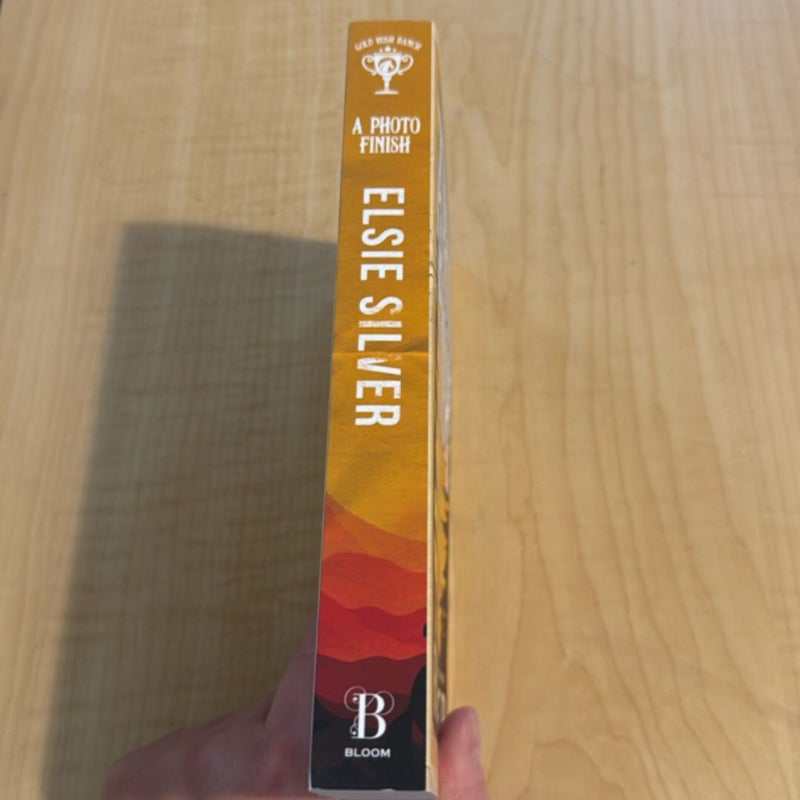 GOLD RUSH RANCH
A PHOTO
FINISH
ELSIE SILVER
B
BLOOM